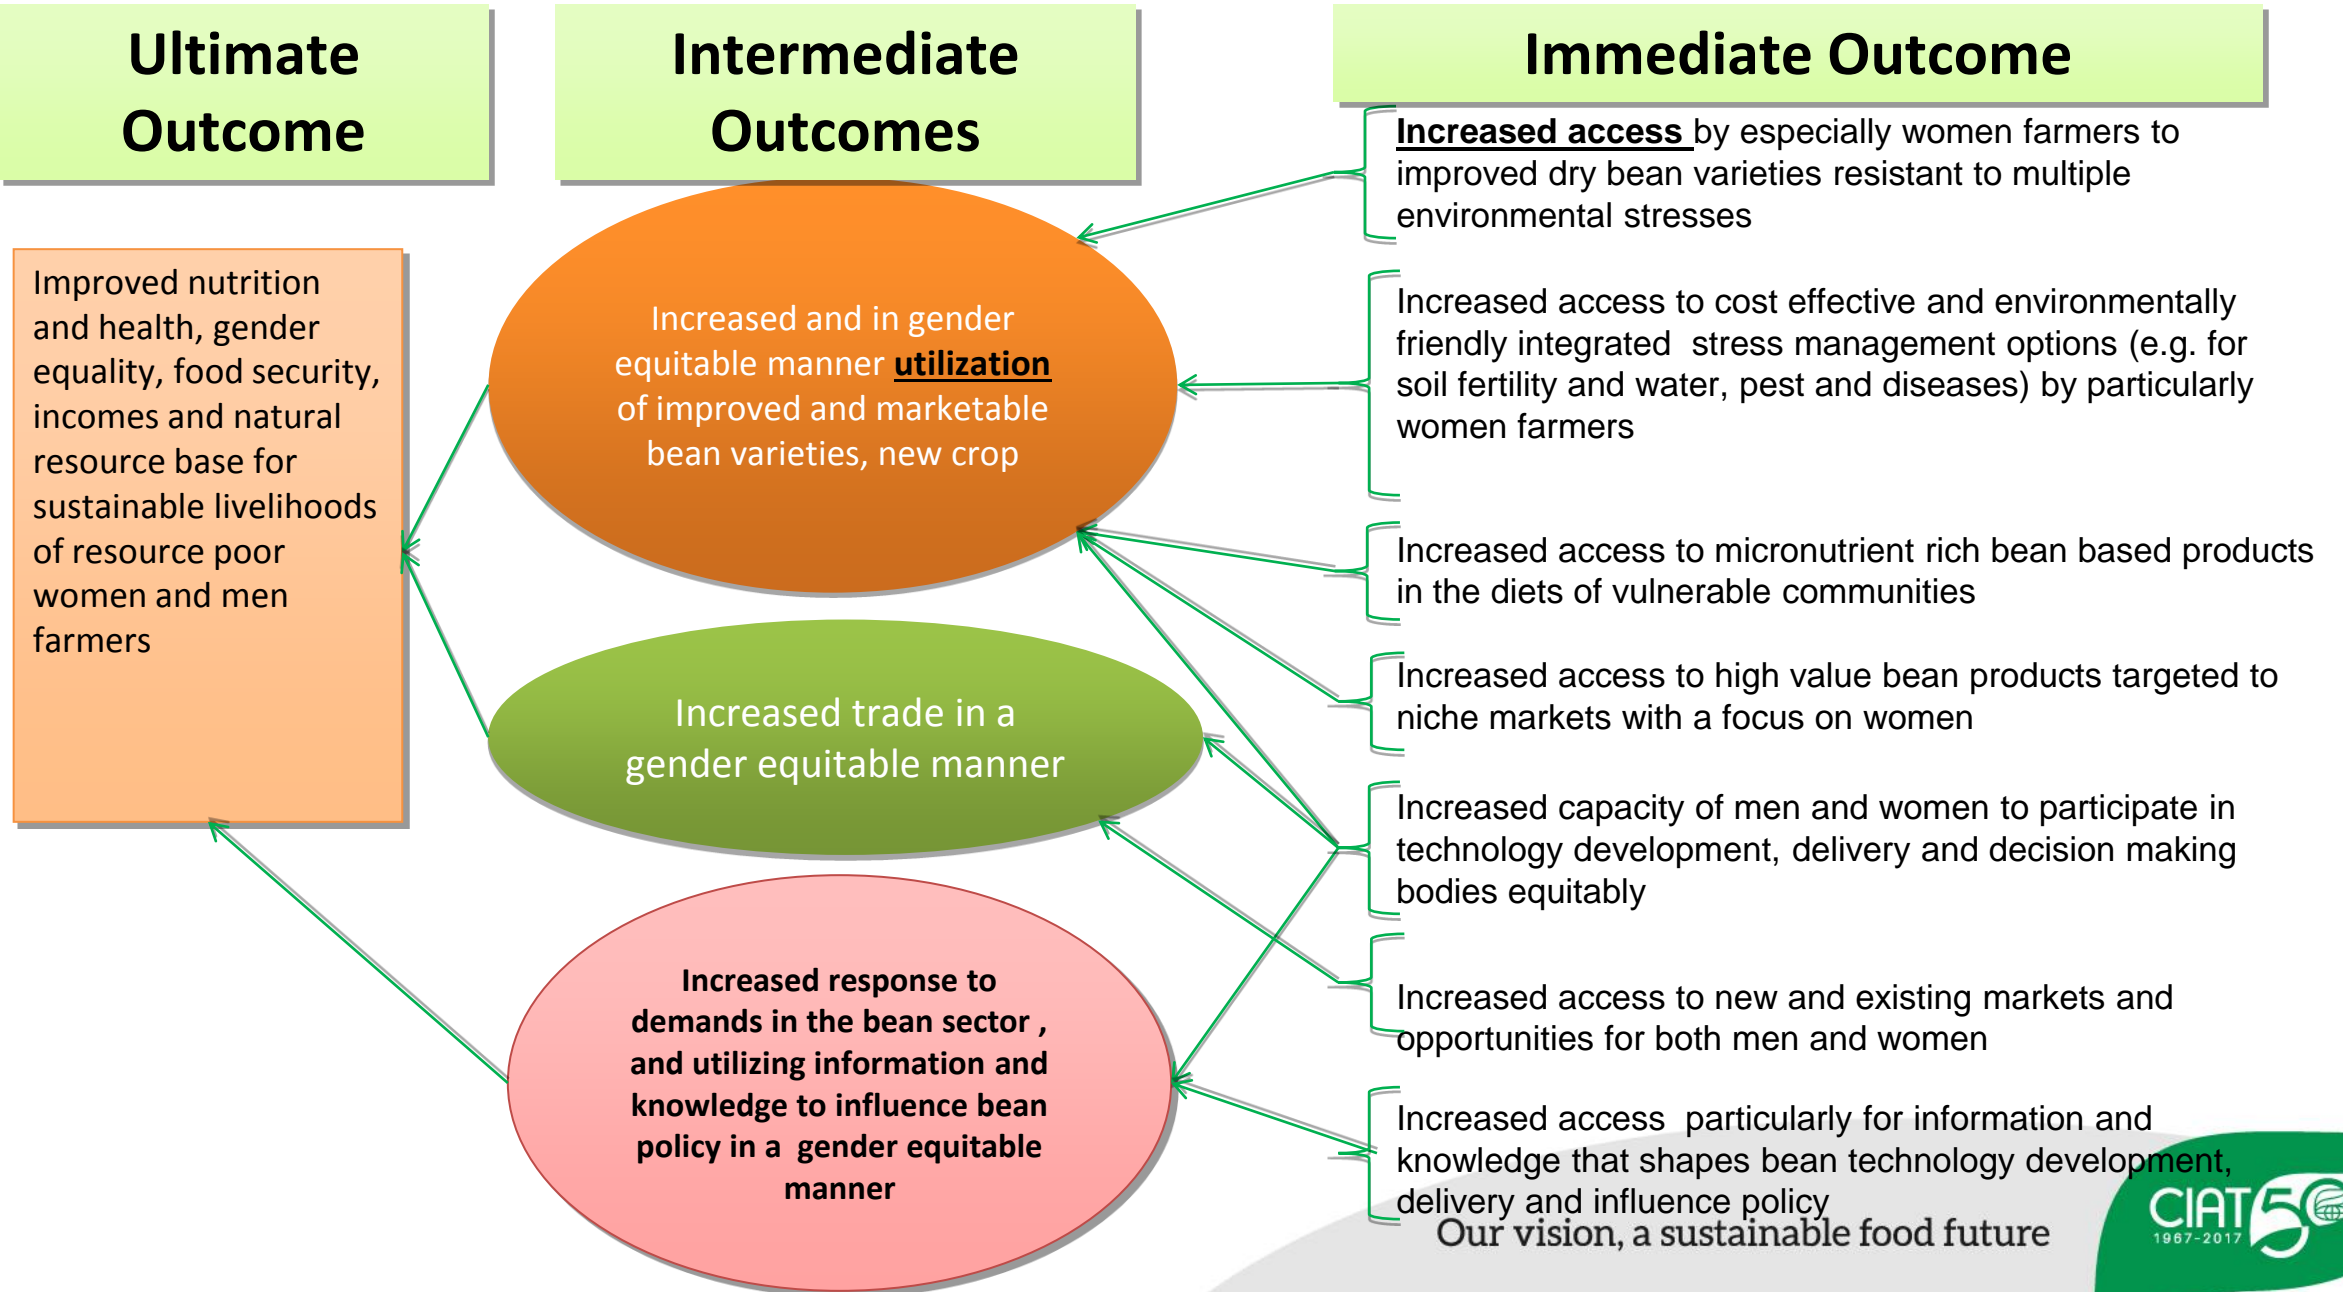 Ultimate
Outcome
Intermediate
Outcomes
Immediate Outcome
Improved nutrition
and health, gender
equality, food security,
incomes and natural
resource base for
sustainable livelihoods
of resource poor
women and men
farmers
Increased and in gender
equitable manner utilization
of improved and marketable
bean varieties, new crop
Increased trade in a
gender equitable manner
Increased response to
demands in the bean sector ,
and utilizing information and
knowledge to influence bean
policy in a  gender equitable
manner
Increased access by especially women farmers to
improved dry bean varieties resistant to multiple
environmental stresses
Increased access to cost effective and environmentally
friendly integrated  stress management options (e.g. for
soil fertility and water, pest and diseases) by particularly
women farmers
Increased access to micronutrient rich bean based products
in the diets of vulnerable communities
Increased access to high value bean products targeted to
niche markets with a focus on women
Increased capacity of men and women to participate in
technology development, delivery and decision making
bodies equitably
Increased access to new and existing markets and
opportunities for both men and women
Increased access  particularly for information and
knowledge that shapes bean technology development,
delivery and influence policy
Our vision, a sustainable food future
CIAT 50
1967-2017